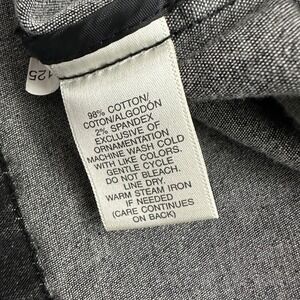 125
98% COTTON/
COTON/ALGODÓN
2% SPANDEX
EXCLUSIVE OF
ORNAMENTATION
MACHINE WASH COLD
WITH LIKE COLORS.
GENTLE CYCLE
DO NOT BLEACH.
LINE DRY.
WARM STEAM IRON
IF NEEDED
(CARE CONTINUES
ON BACK)